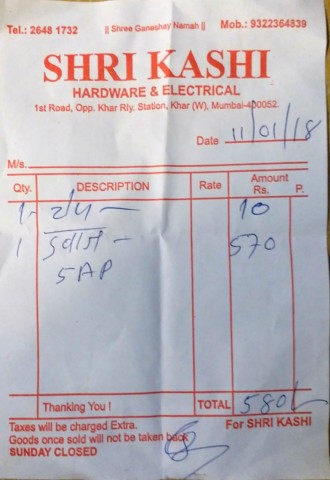 Tel.: 2648 1732
|| Shree Ganeshay Namah ||
Mob.: 9322364839
SHRI KASHI
HARDWARE & ELECTRICAL
1st Road, Opp. Khar Rly. Station, Khar (W), Mumbai-400052.
Date 11/01/18
M/s.
Qty. DESCRIPTION Rate Amount Rs. P.
1 10
1 570
5AP
Thanking You ! TOTAL 580/-
Taxes will be charged Extra. For SHRI KASHI
Goods once sold will not be taken back
SUNDAY CLOSED